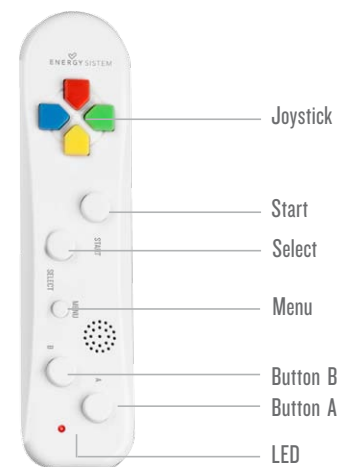 ENERGY SISTEM
Joystick
Start
START
Select
SELECT
Menu
MENU
B
Button B
A
Button A
LED